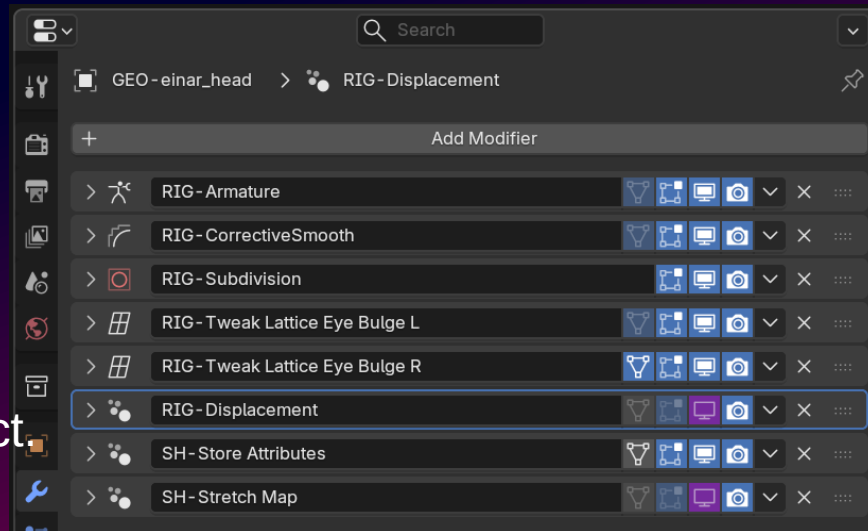 Search
GEO-einar_head > RIG-Displacement
+ Add Modifier
RIG-Armature
RIG-CorrectiveSmooth
RIG-Subdivision
RIG-Tweak Lattice Eye Bulge L
RIG-Tweak Lattice Eye Bulge R
RIG-Displacement
ct.
SH-Store Attributes
SH-Stretch Map